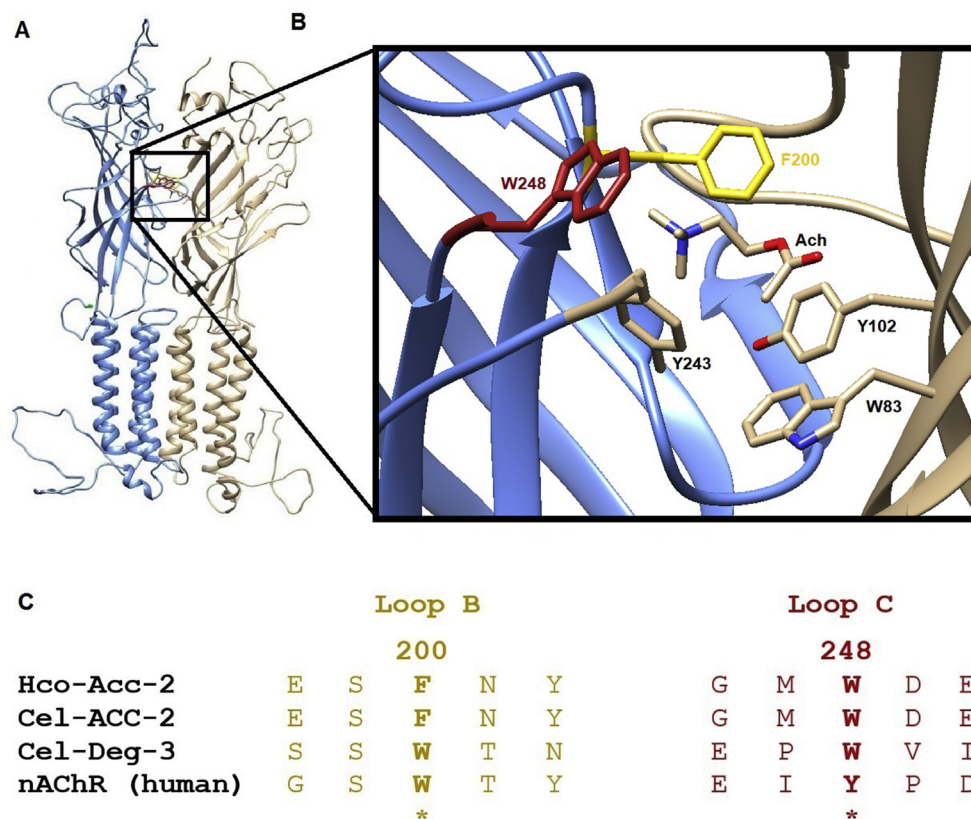 A
B
W248
F200
Ach
Y102
Y243
W83
C
Loop B Loop C
200 248
Hco-Acc-2 E S F N Y G M W D E
Cel-ACC-2 E S F N Y G M W D E
Cel-Deg-3 S S W T N E P W V
nAChR (human) G S W T Y E I Y P
* *